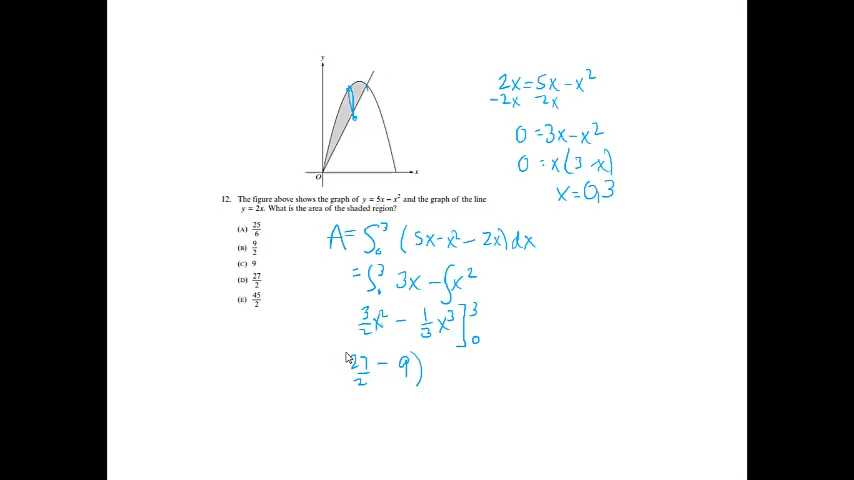 y
x
O
2x = 5x - x²
-2x -2x
0 = 3x - x²
0 = x(3-x)
x = 0,3
12. The figure above shows the graph of y = 5x - x² and the graph of the line
y = 2x. What is the area of the shaded region?
(A) 25/6
(B) 9/2
(C) 9
(D) 27/2
(E) 45/2
A = ∫₀³ (5x - x² - 2x) dx
= ∫₀³ 3x - ∫x²
3/2 x² - 1/3 x³ ]₀³
27/2 - 9)